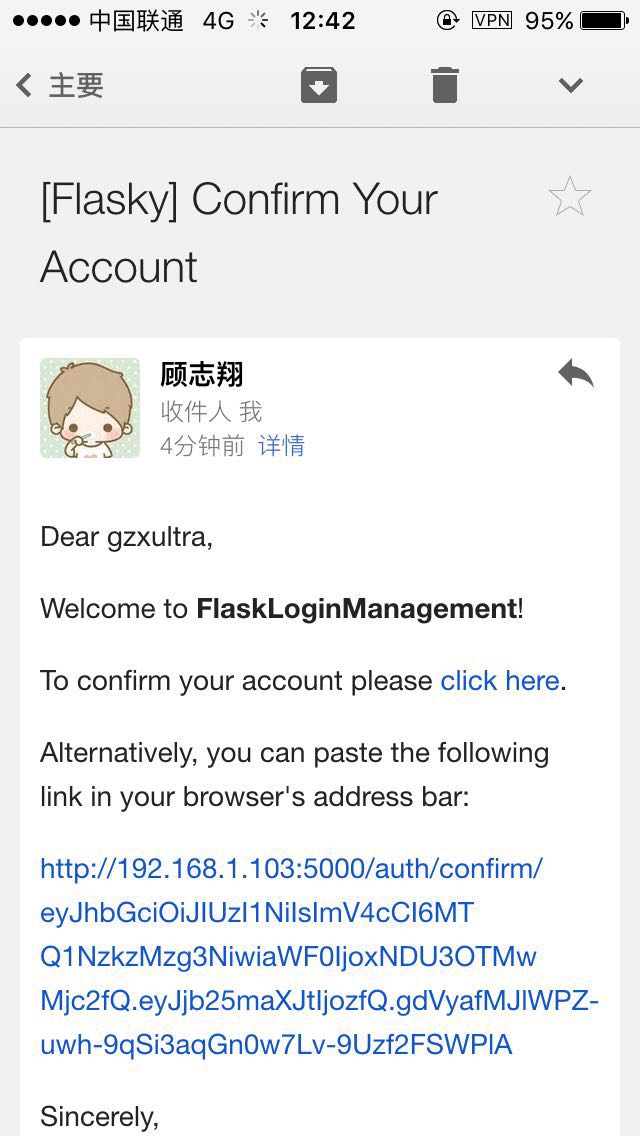 中国联通 4G 12:42 VPN 95%
主要
[Flasky] Confirm Your
Account
顾志翔
收件人 我
4分钟前 详情
Dear gzxultra,
Welcome to FlaskLoginManagement!
To confirm your account please click here.
Alternatively, you can paste the following
link in your browser's address bar:
http://192.168.1.103:5000/auth/confirm/
eyJhbGciOiJIUzI1NiIsImV4cCI6MT
Q1NzkzMzg3NiwiaWF0IjoxNDU3OTMw
Mjc2fQ.eyJjb25maXJtIjozfQ.gdVyafMJlWPZ-
uwh-9qSi3aqGn0w7Lv-9Uzf2FSWPlA
Sincerely,